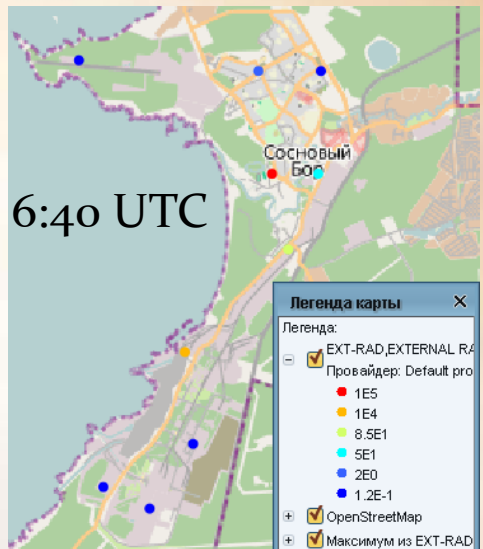 Сосновый
Бор
6:40 UTC
Легенда карты
Легенда:
EXT-RAD,EXTERNAL RA
Провайдер: Default pro
1E5
1E4
8.5E1
5E1
2E0
1.2E-1
OpenStreetMap
Максимум из EXT-RAD